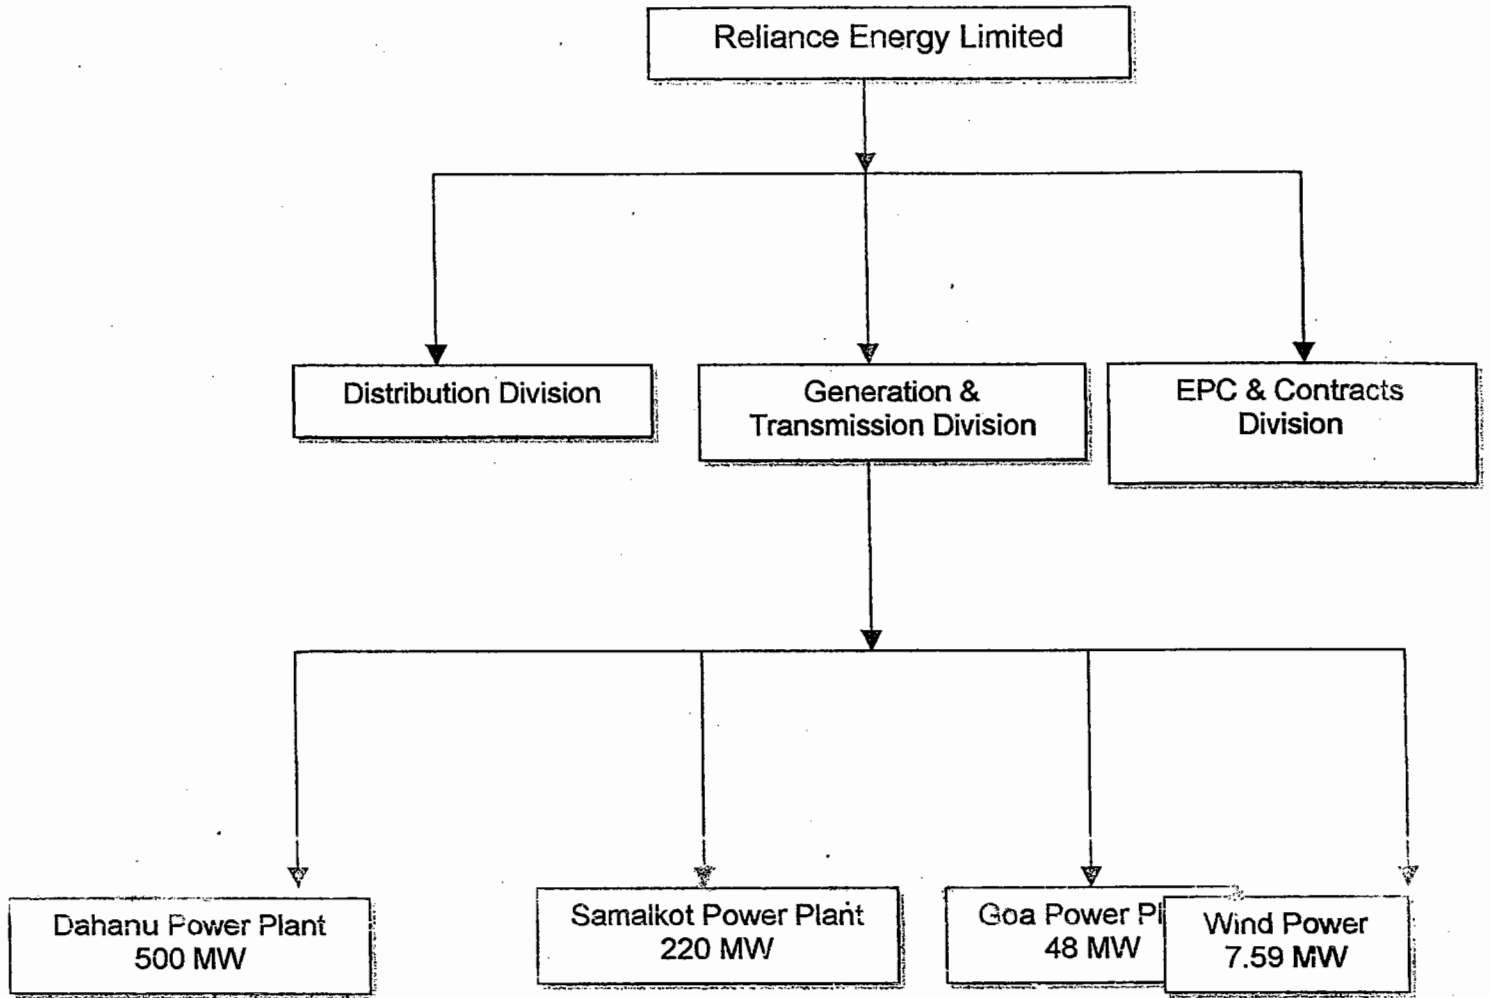 Reliance Energy Limited
Distribution Division
Generation &
Transmission Division
EPC & Contracts
Division
Dahanu Power Plant
500 MW
Samalkot Power Plant
220 MW
Goa Power Pl
48 MW
Wind Power
7.59 MW